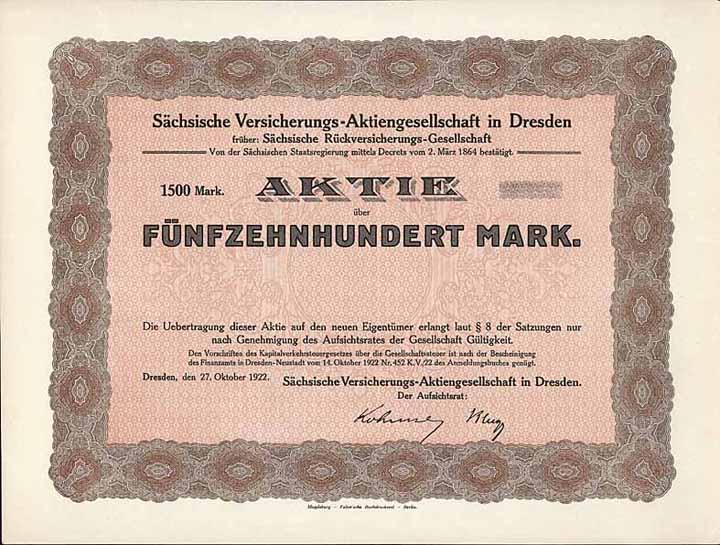 Sächsische Versicherungs-Aktiengesellschaft in Dresden
früher: Sächsische Rückversicherungs-Gesellschaft
Von der Sächsischen Staatsregierung mittels Decrets vom 2. März 1864 bestätigt.
1500 Mark. AKTIE
über
FÜNFZEHNHUNDERT MARK.
Die Uebertragung dieser Aktie auf den neuen Eigentümer erlangt laut § 8 der Satzungen nur
nach Genehmigung des Aufsichtsrates der Gesellschaft Gültigkeit.
Den Vorschriften des Kapitalverkehrsteuergesetzes über die Gesellschaftsteuer ist nach der Bescheinigung
des Finanzamts in Dresden-Neustadt vom 14. Oktober 1922 Nr. 452 K.V./22 des Anmeldungsbuches genügt.
Dresden, den 27. Oktober 1922. Sächsische Versicherungs-Aktiengesellschaft in Dresden.
Der Aufsichtsrat:
Magdeburg - Buchdruckerei - Berlin.